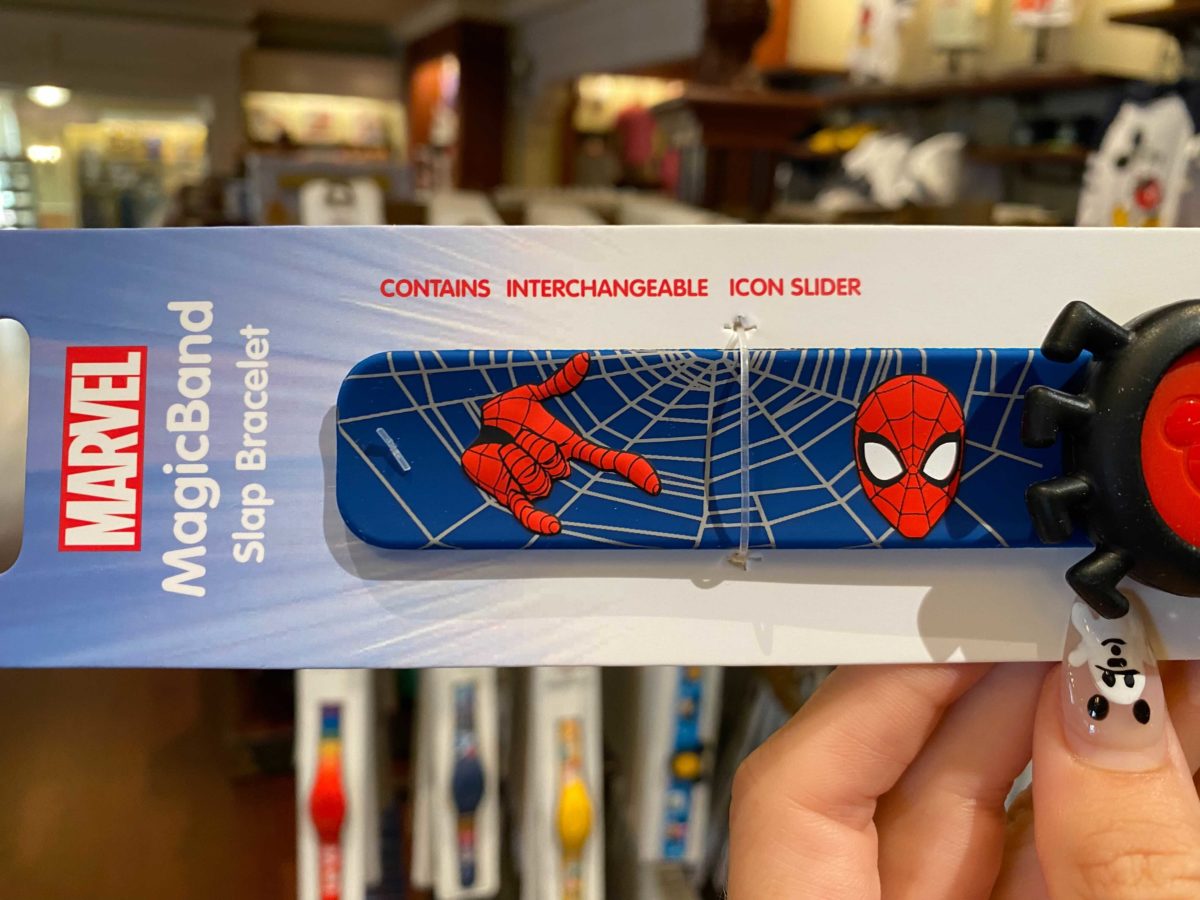 CONTAINS INTERCHANGEABLE ICON SLIDER
MARVEL
MagicBand
Slap Bracelet